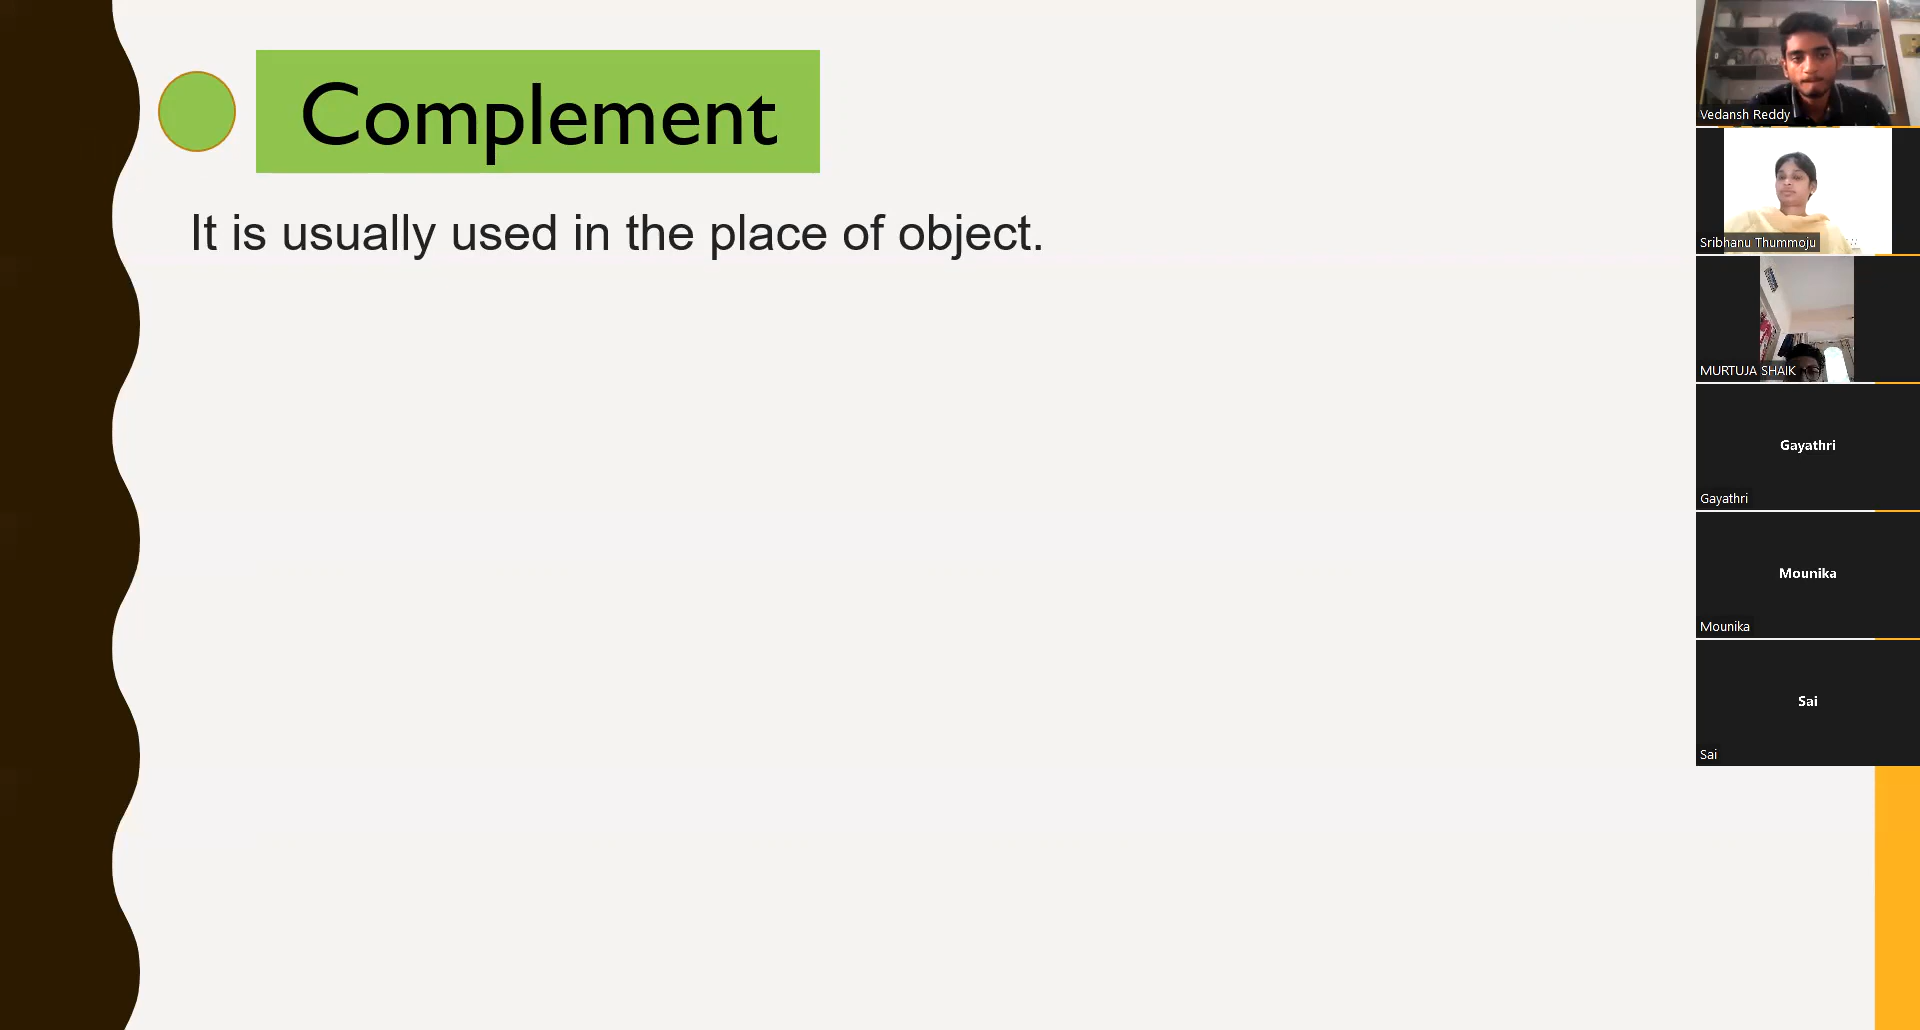 Complement
It is usually used in the place of object.
Vedansh Reddy
Sribhanu Thummoju
MURTUJA SHAIK
Gayathri
Gayathri
Mounika
Mounika
Sai
Sai